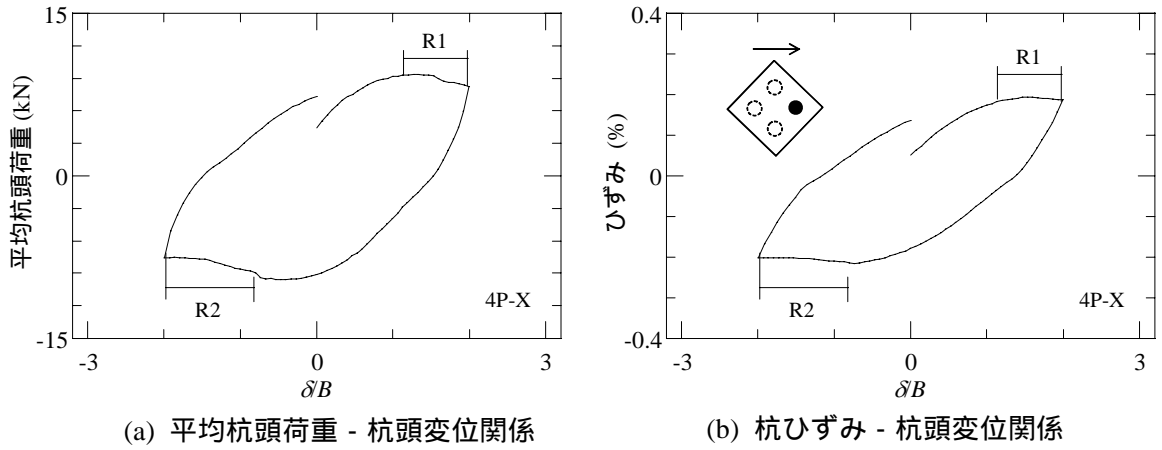 15
R1
0
R2
4P-X
-15
-3
0
3
δ/B
平均杭頭荷重 (kN)
(a) 平均杭頭荷重 - 杭頭変位関係
0.4
R1
0
R2
4P-X
-0.4
-3
0
3
δ/B
ひずみ (%)
(b) 杭ひずみ - 杭頭変位関係